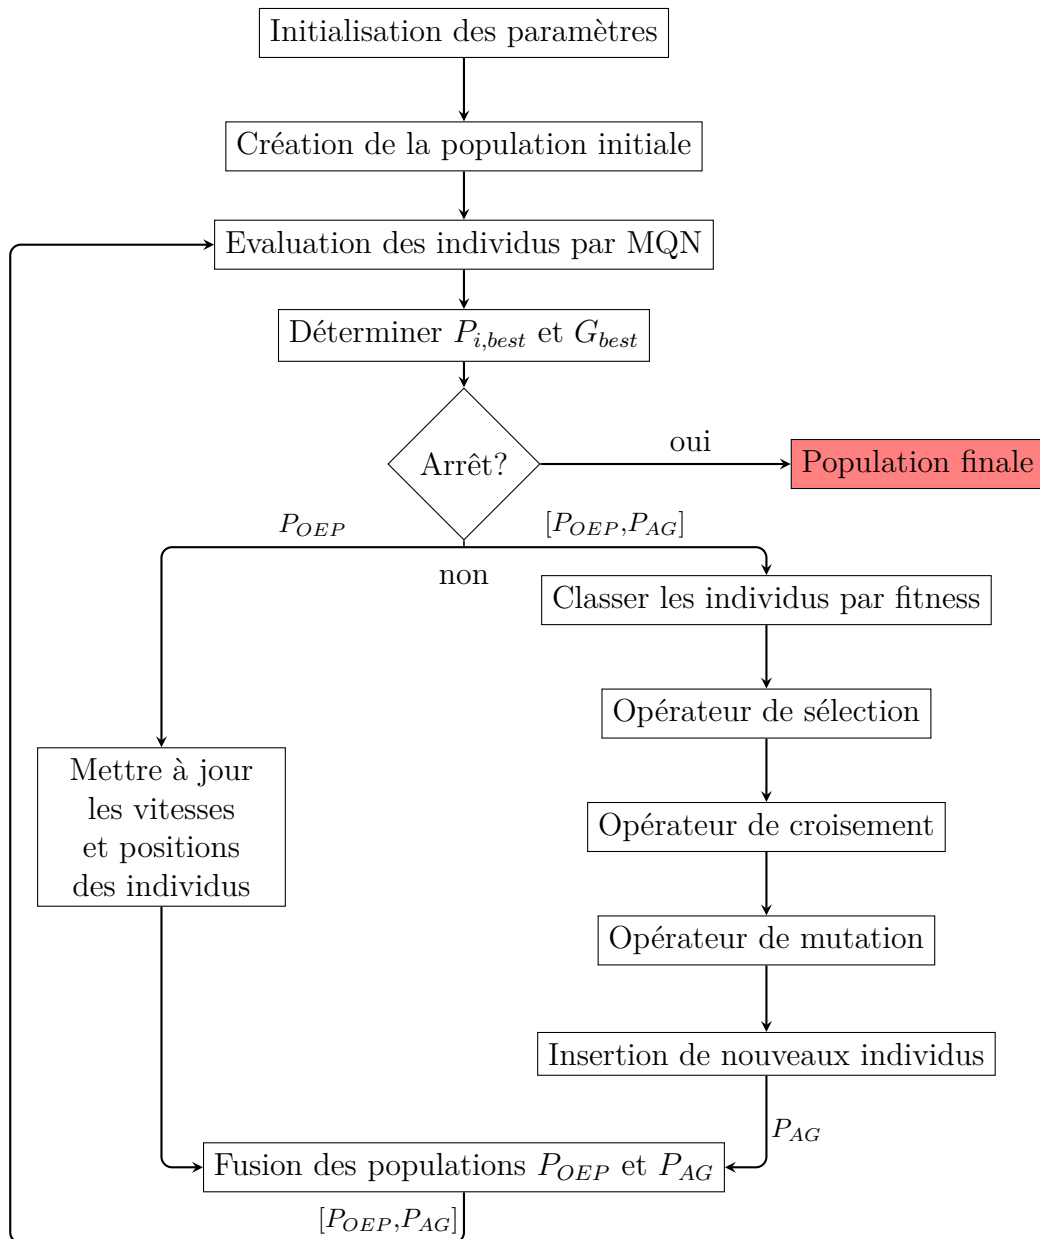 Initialisation des paramètres
Création de la population initiale
Evaluation des individus par MQN
Déterminer $P_{i,best}$ et $G_{best}$
Arrêt?
oui
Population finale
$P_{OEP}$
[$P_{OEP}$,$P_{AG}$]
non
Classer les individus par fitness
Opérateur de sélection
Mettre à jour
les vitesses
et positions
des individus
Opérateur de croisement
Opérateur de mutation
Insertion de nouveaux individus
$P_{AG}$
Fusion des populations $P_{OEP}$ et $P_{AG}$
[$P_{OEP}$,$P_{AG}$]